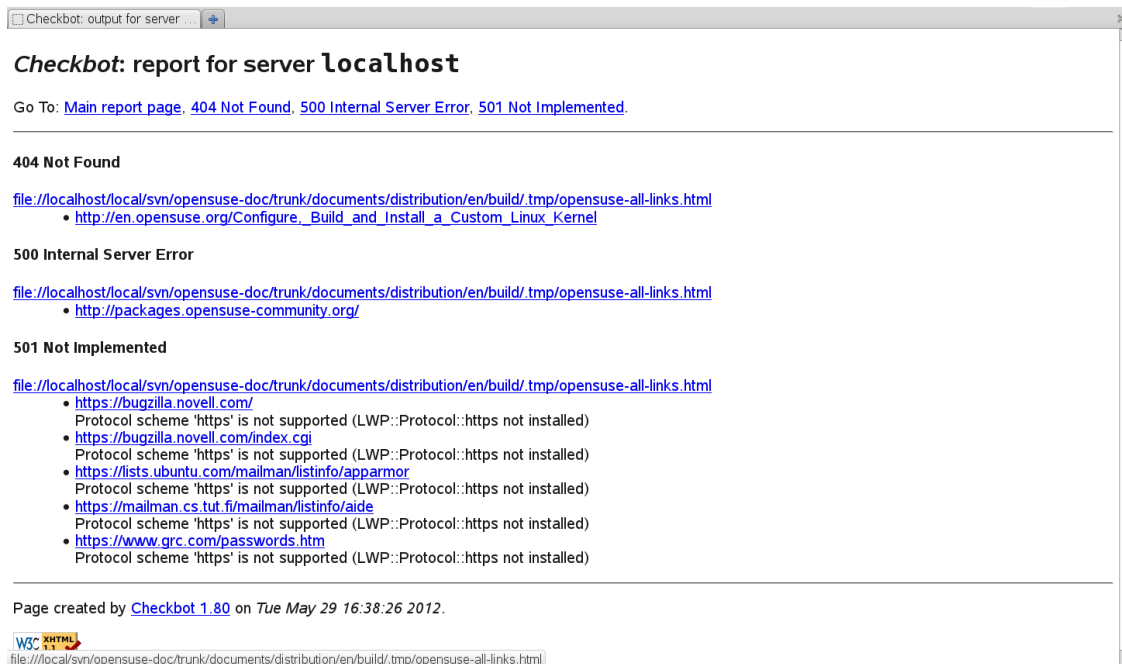 Checkbot: output for server ...
Checkbot: report for server localhost
Go To: Main report page, 404 Not Found, 500 Internal Server Error, 501 Not Implemented.
404 Not Found
file://localhost/local/svn/opensuse-doc/trunk/documents/distribution/en/build/.tmp/opensuse-all-links.html
• http://en.opensuse.org/Configure,_Build_and_Install_a_Custom_Linux_Kernel
500 Internal Server Error
file://localhost/local/svn/opensuse-doc/trunk/documents/distribution/en/build/.tmp/opensuse-all-links.html
• http://packages.opensuse-community.org/
501 Not Implemented
file://localhost/local/svn/opensuse-doc/trunk/documents/distribution/en/build/.tmp/opensuse-all-links.html
• https://bugzilla.novell.com/
Protocol scheme 'https' is not supported (LWP::Protocol::https not installed)
• https://bugzilla.novell.com/index.cgi
Protocol scheme 'https' is not supported (LWP::Protocol::https not installed)
• https://lists.ubuntu.com/mailman/listinfo/apparmor
Protocol scheme 'https' is not supported (LWP::Protocol::https not installed)
• https://mailman.cs.tut.fi/mailman/listinfo/aide
Protocol scheme 'https' is not supported (LWP::Protocol::https not installed)
• https://www.grc.com/passwords.htm
Protocol scheme 'https' is not supported (LWP::Protocol::https not installed)
Page created by Checkbot 1.80 on Tue May 29 16:38:26 2012.
W3C XHTML 1.1
file:///local/svn/opensuse-doc/trunk/documents/distribution/en/build/.tmp/opensuse-all-links.html